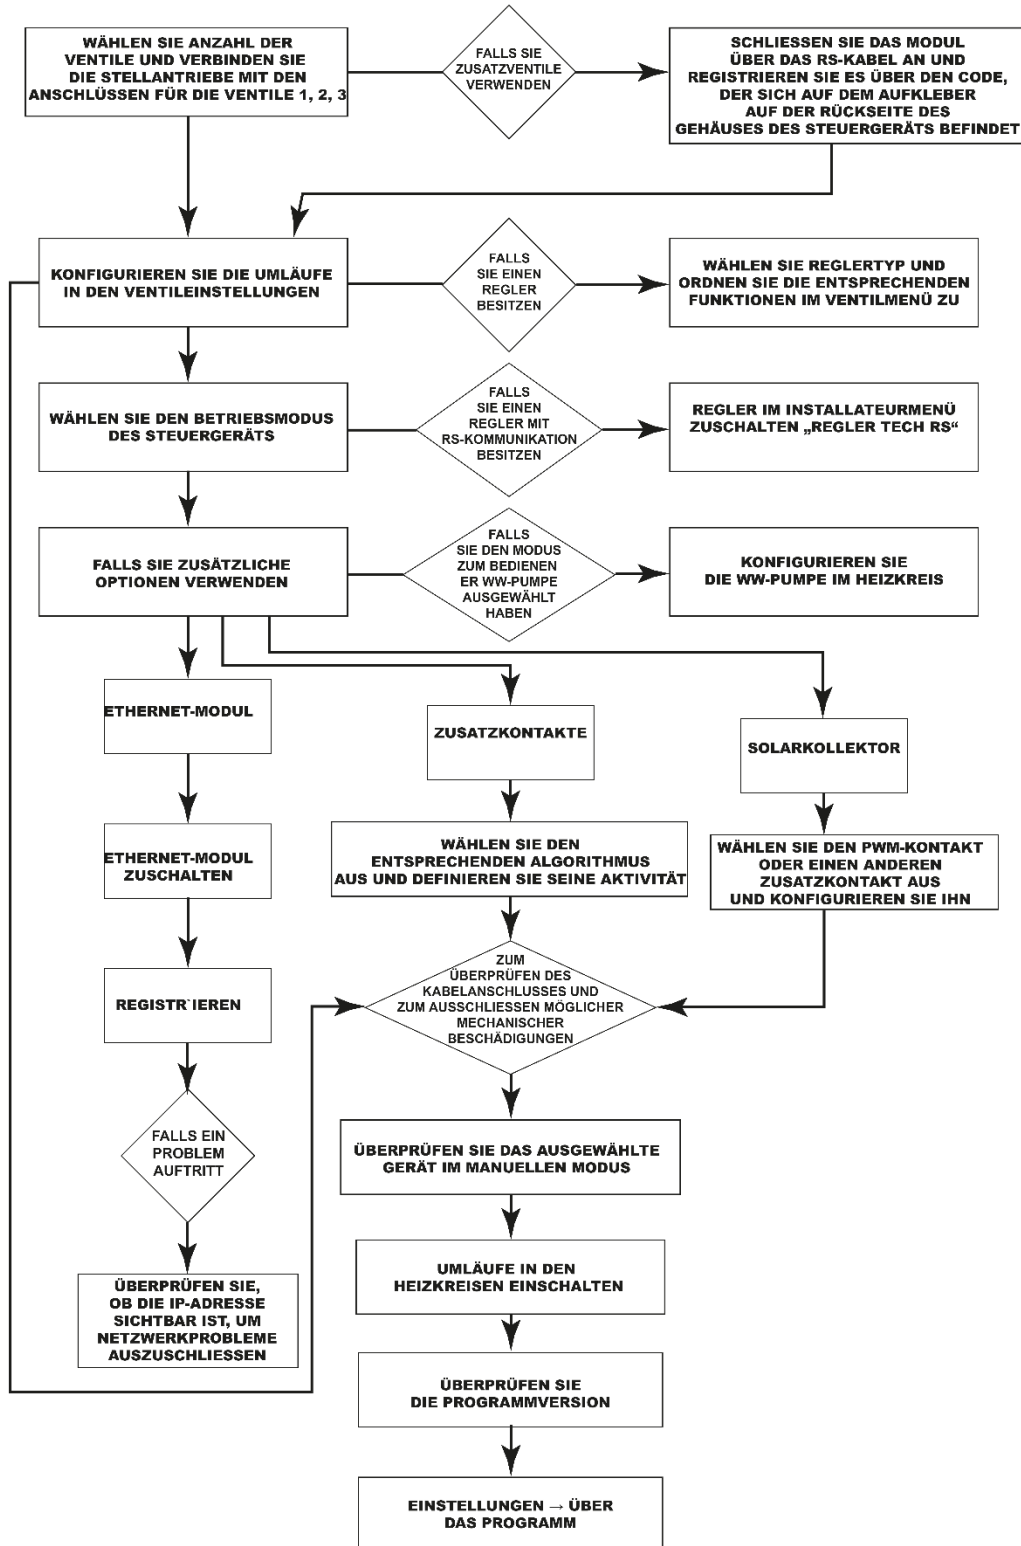 WÄHLEN SIE ANZAHL DER
VENTILE UND VERBINDEN SIE
DIE STELLANTRIEBE MIT DEN
ANSCHLÜSSEN FÜR DIE VENTILE 1, 2, 3
FALLS SIE
ZUSATZVENTILE
VERWENDEN
SCHLIESSEN SIE DAS MODUL
ÜBER DAS RS-KABEL AN UND
REGISTRIEREN SIE ES ÜBER DEN CODE,
DER SICH AUF DEM AUFKLEBER
AUF DER RÜCKSEITE DES
GEHÄUSES DES STEUERGERÄTS BEFINDET
KONFIGURIEREN SIE DIE UMLÄUFE
IN DEN VENTILEINSTELLUNGEN
FALLS
SIE EINEN
REGLER
BESITZEN
WÄHLEN SIE REGLERTYP UND
ORDNEN SIE DIE ENTSPRECHENDEN
FUNKTIONEN IM VENTILMENÜ ZU
WÄHLEN SIE DEN BETRIEBSMODUS
DES STEUERGERÄTS
FALLS
SIE EINEN
REGLER MIT
RS-KOMMUNIKATION
BESITZEN
REGLER IM INSTALLATEURMENÜ
ZUSCHALTEN „REGLER TECH RS“
FALLS SIE ZUSÄTZLICHE
OPTIONEN VERWENDEN
FALLS
SIE DEN MODUS
ZUM BEDIENEN
ER WW-PUMPE
AUSGEWÄHLT
HABEN
KONFIGURIEREN SIE
DIE WW-PUMPE IM HEIZKREIS
ETHERNET-MODUL
ZUSATZKONTAKTE
SOLARKOLLEKTOR
ETHERNET-MODUL
ZUSCHALTEN
WÄHLEN SIE DEN
ENTSPRECHENDEN ALGORITHMUS
AUS UND DEFINIEREN SIE SEINE AKTIVITÄT
WÄHLEN SIE DEN PWM-KONTAKT
ODER EINEN ANDEREN
ZUSATZKONTAKT AUS
UND KONFIGURIEREN SIE IHN
REGISTRIEREN
ZUM
ÜBERPRÜFEN DES
KABELANSCHLUSSES UND
ZUM AUSSCHLIESSEN MÖGLICHER
MECHANISCHER
BESCHÄDIGUNGEN
FALLS EIN
PROBLEM
AUFTRITT
ÜBERPRÜFEN SIE DAS AUSGEWÄHLTE
GERÄT IM MANUELLEN MODUS
ÜBERPRÜFEN SIE,
OB DIE IP-ADRESSE
SICHTBAR IST, UM
NETZWERKPROBLEME
AUSZUSCHLIESSEN
UMLÄUFE IN DEN
HEIZKREISEN EINSCHALTEN
ÜBERPRÜFEN SIE
DIE PROGRAMMVERSION
EINSTELLUNGEN → ÜBER
DAS PROGRAMM